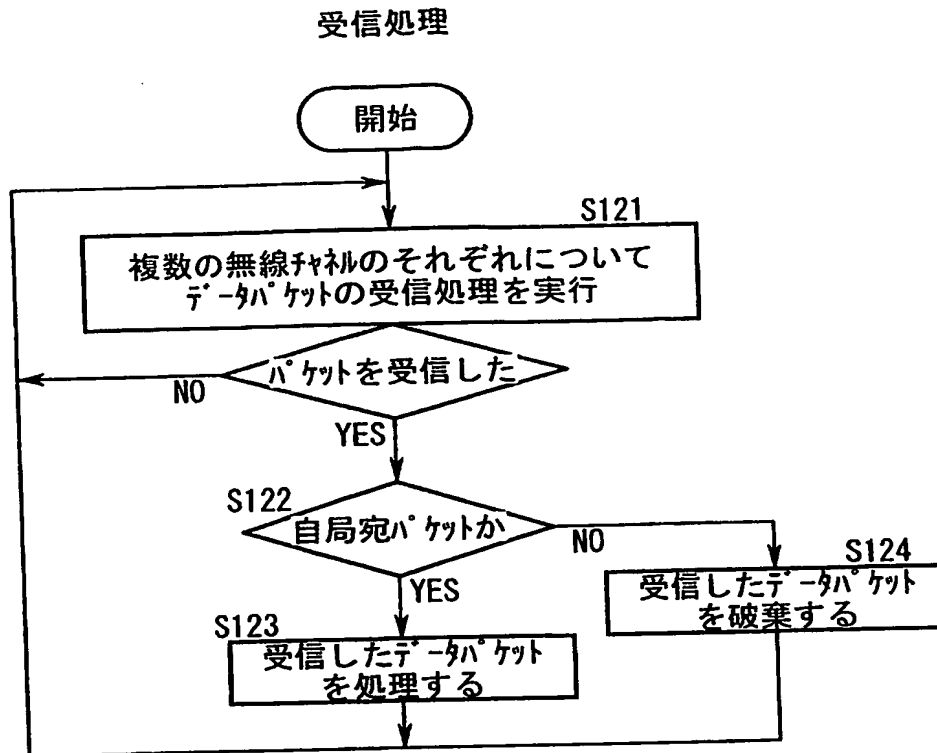 受信処理
開始
S121
複数の無線ﾁｬﾈﾙのそれぞれについて
ﾃﾞｰﾀﾊﾟｹｯﾄの受信処理を実行
ﾊﾟｹｯﾄを受信した
NO
YES
S122
自局宛ﾊﾟｹｯﾄか
NO
YES
S124
受信したﾃﾞｰﾀﾊﾟｹｯﾄ
を破棄する
S123
受信したﾃﾞｰﾀﾊﾟｹｯﾄ
を処理する